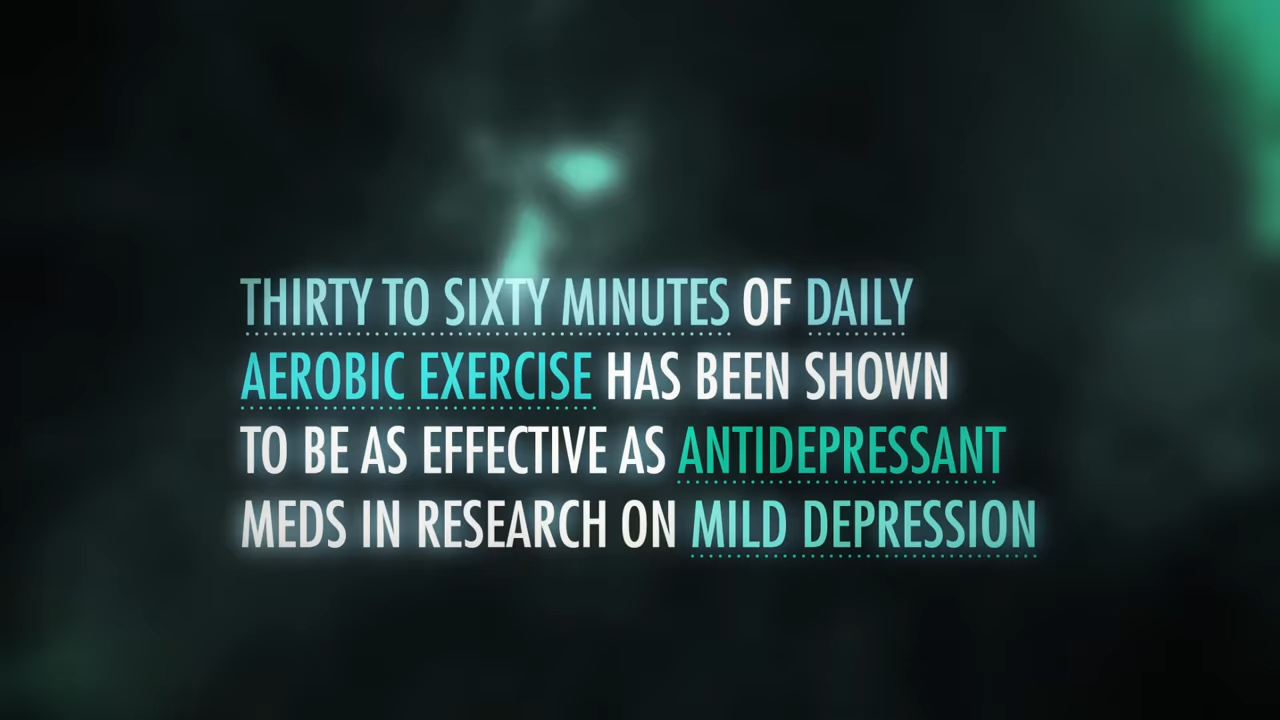 THIRTY TO SIXTY MINUTES OF DAILY
AEROBIC EXERCISE HAS BEEN SHOWN
TO BE AS EFFECTIVE AS ANTIDEPRESSANT
MEDS IN RESEARCH ON MILD DEPRESSION